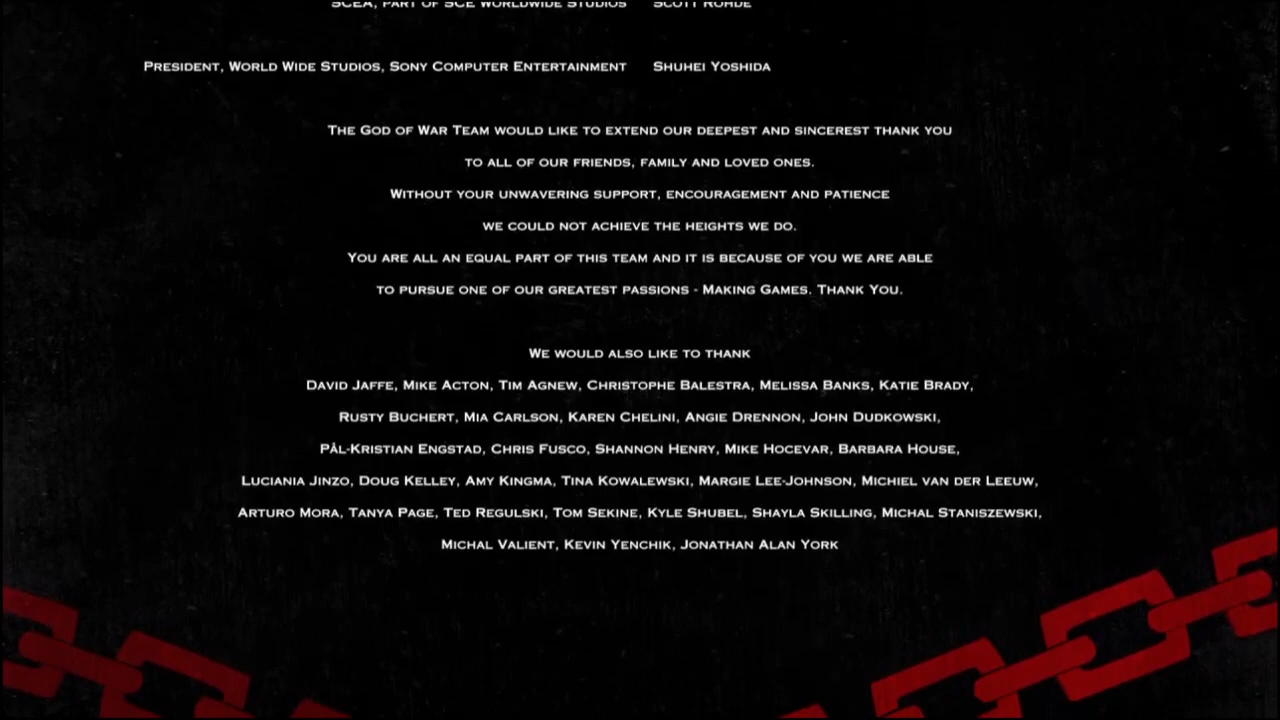 SCEA, part of SCE Worldwide Studios Scott Rohde
President, World Wide Studios, Sony Computer Entertainment Shuhei Yoshida
The God of War Team would like to extend our deepest and sincerest thank you
to all of our friends, family and loved ones.
Without your unwavering support, encouragement and patience
we could not achieve the heights we do.
You are all an equal part of this team and it is because of you we are able
to pursue one of our greatest passions - Making Games. Thank You.
We would also like to thank
David Jaffe, Mike Acton, Tim Agnew, Christophe Balestra, Melissa Banks, Katie Brady,
Rusty Buchert, Mia Carlson, Karen Chelini, Angie Drennon, John Dudkowski,
Pål-Kristian Engstad, Chris Fusco, Shannon Henry, Mike Hocevar, Barbara House,
Luciania Jinzo, Doug Kelley, Amy Kingma, Tina Kowalewski, Margie Lee-Johnson, Michiel van der Leeuw,
Arturo Mora, Tanya Page, Ted Regulski, Tom Sekine, Kyle Shubel, Shayla Skilling, Michal Staniszewski,
Michal Valient, Kevin Yenchik, Jonathan Alan York